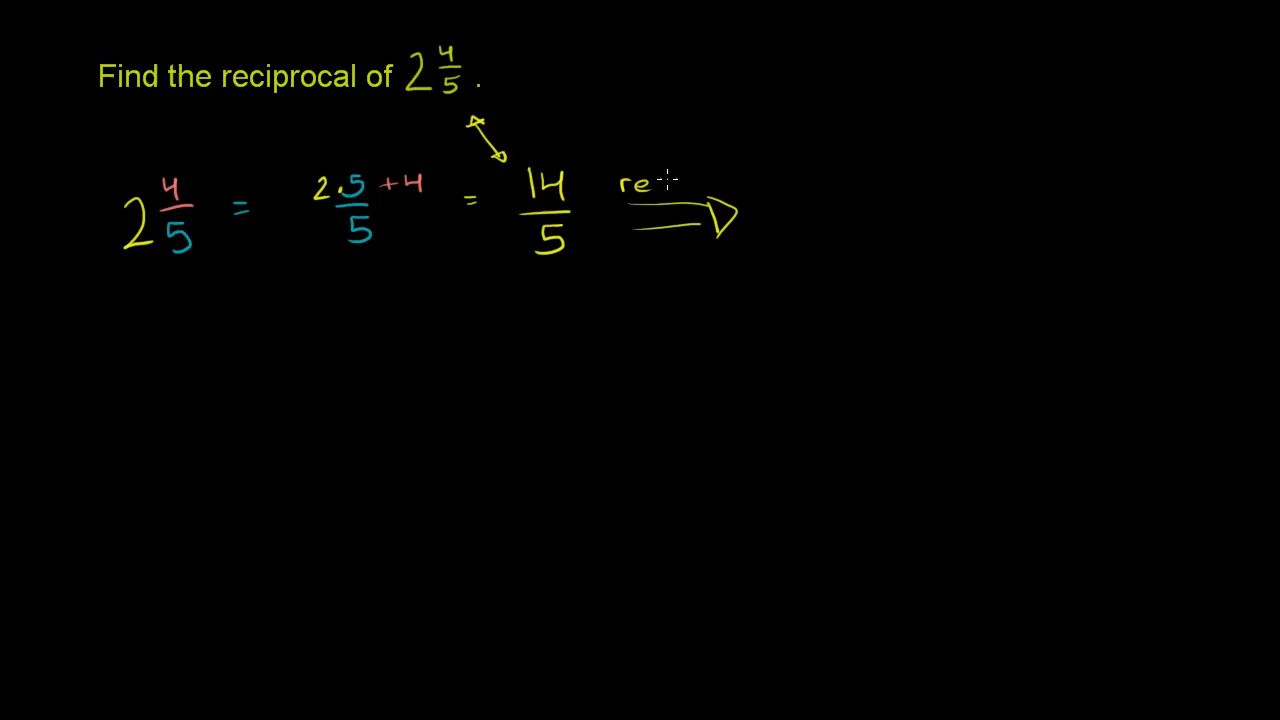 Find the reciprocal of 2 4/5 .
2 4/5 = 2·5+4/5 = 14/5 re